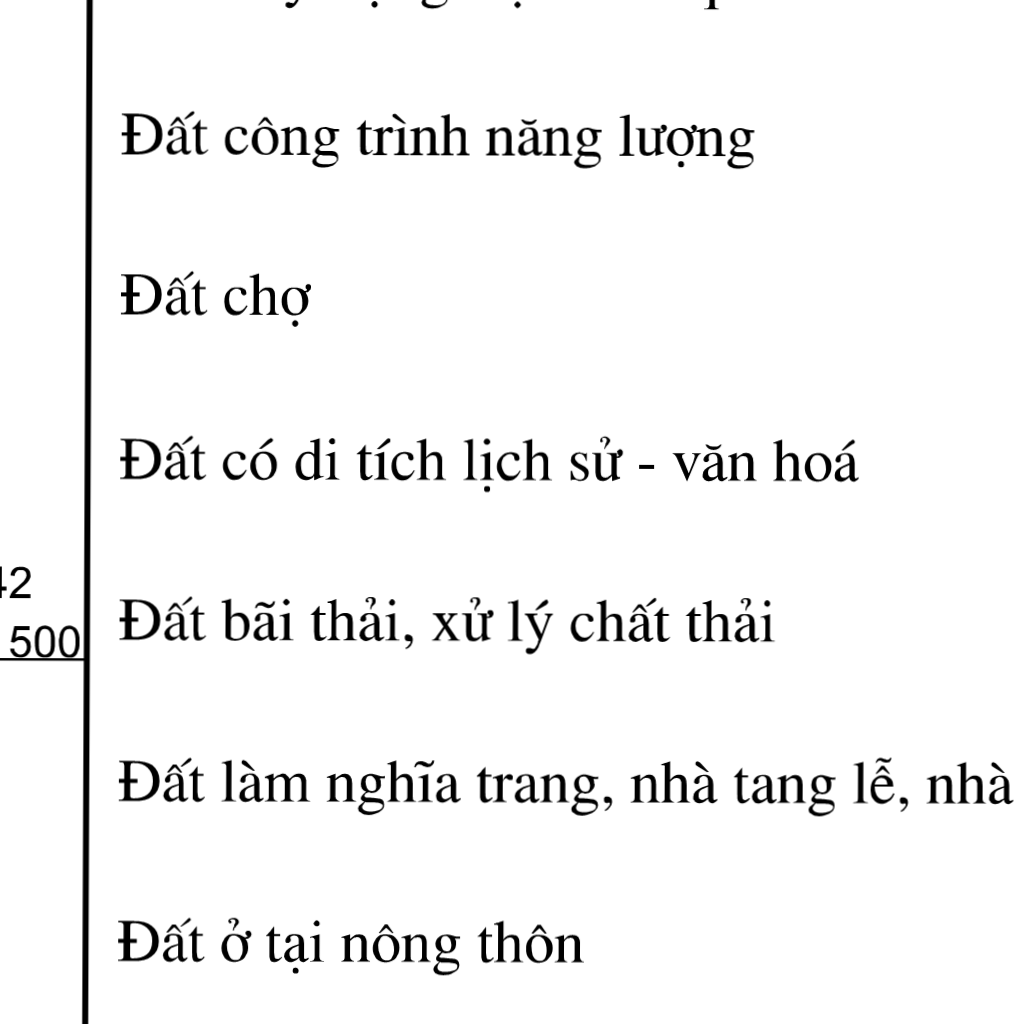 Đất công trình năng lượng
Đất chợ
Đất có di tích lịch sử - văn hoá
42
500
Đất bãi thải, xử lý chất thải
Đất làm nghĩa trang, nhà tang lễ, nhà
Đất ở tại nông thôn